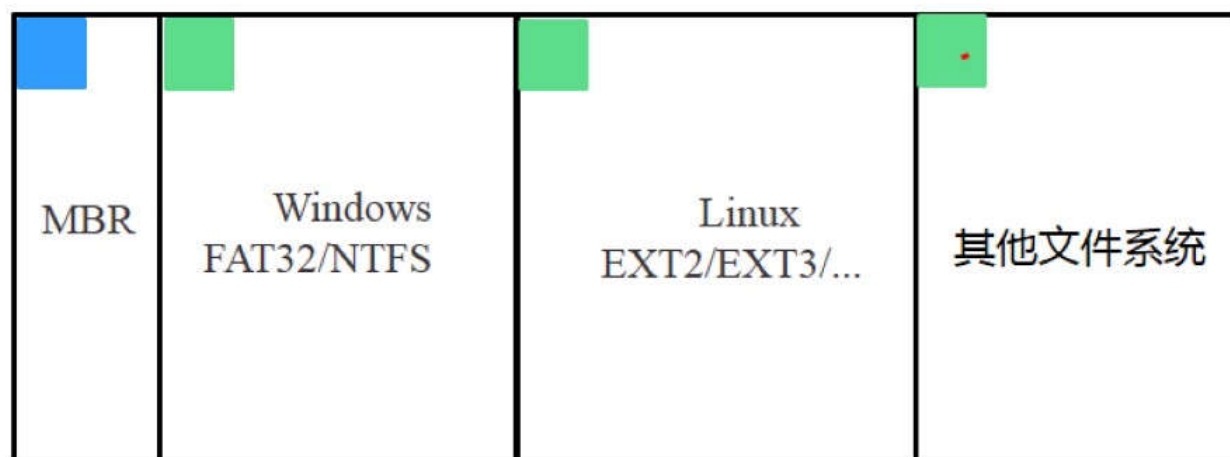 MBR
Windows
FAT32/NTFS
Linux
EXT2/EXT3/...
其他文件系统